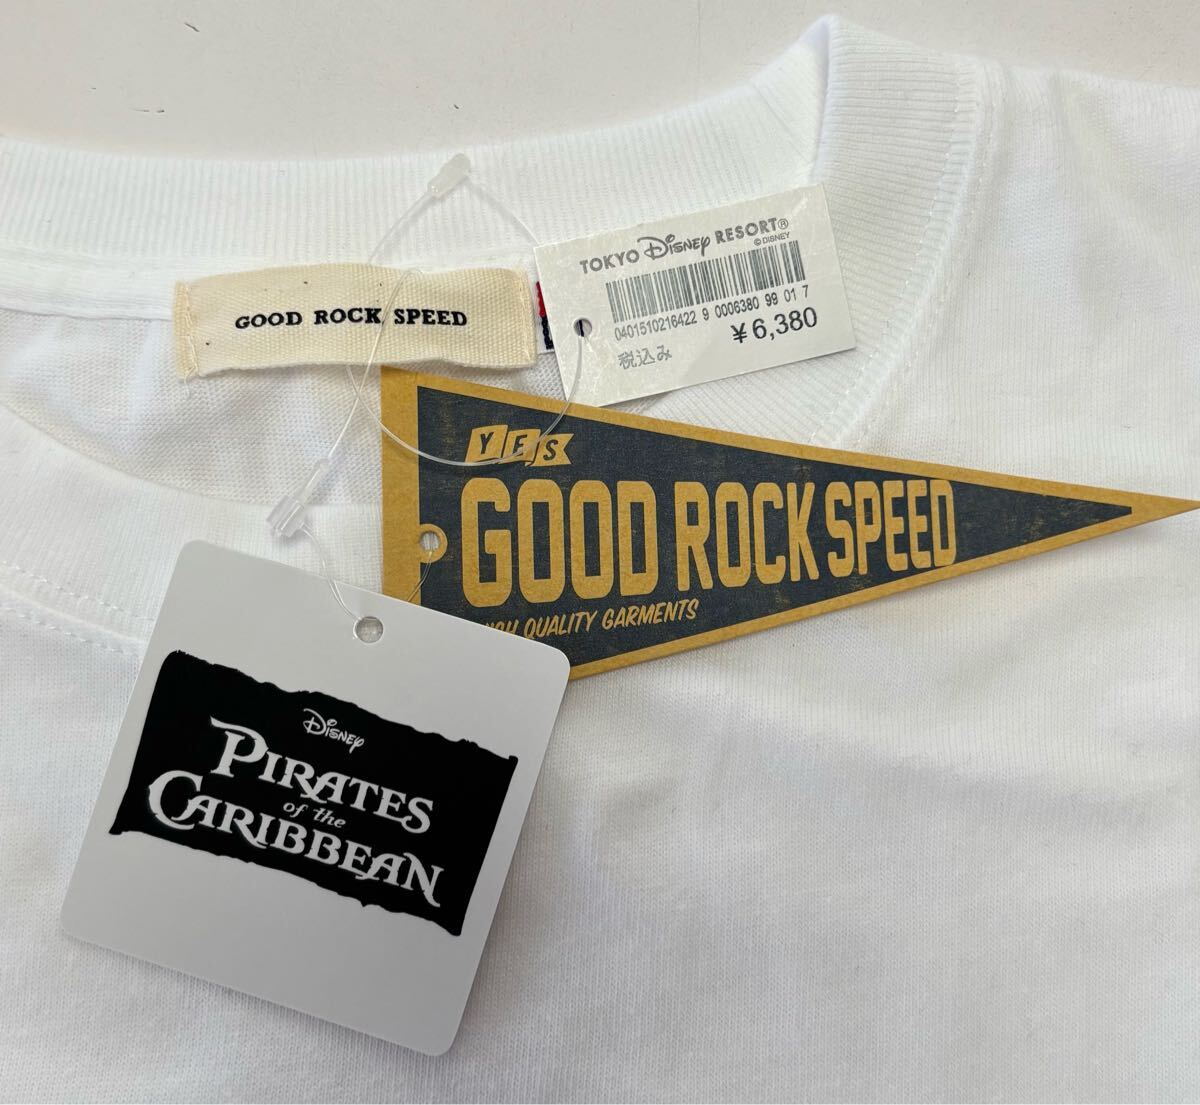 GOOD ROCK SPEED
TOKYO Disney RESORT®
© DISNEY
0401510216422 9 0006380 99 01 7
¥6,380
税込み
YES
GOOD ROCK SPEED
HIGH QUALITY GARMENTS
Disney
PIRATES
of the
CARIBBEAN